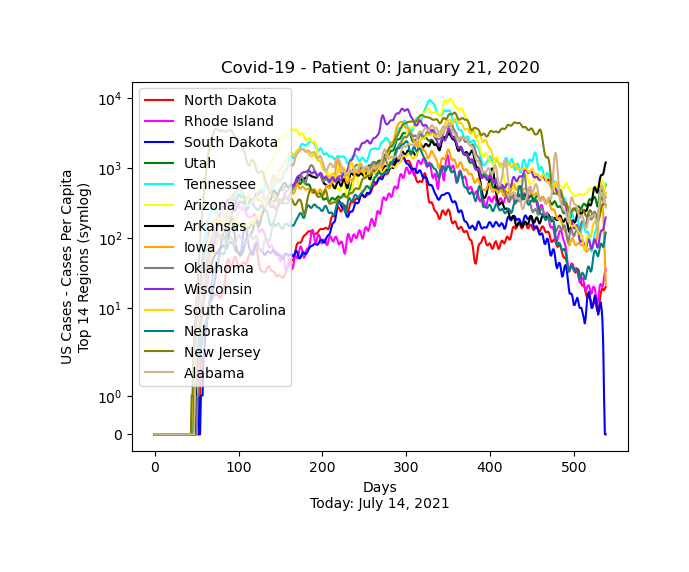 Covid-19 - Patient 0: January 21, 2020
US Cases - Cases Per Capita
Top 14 Regions (symlog)
10^4
10^3
10^2
10^1
10^0
0
North Dakota
Rhode Island
South Dakota
Utah
Tennessee
Arizona
Arkansas
Iowa
Oklahoma
Wisconsin
South Carolina
Nebraska
New Jersey
Alabama
0 100 200 300 400 500
Days
Today: July 14, 2021